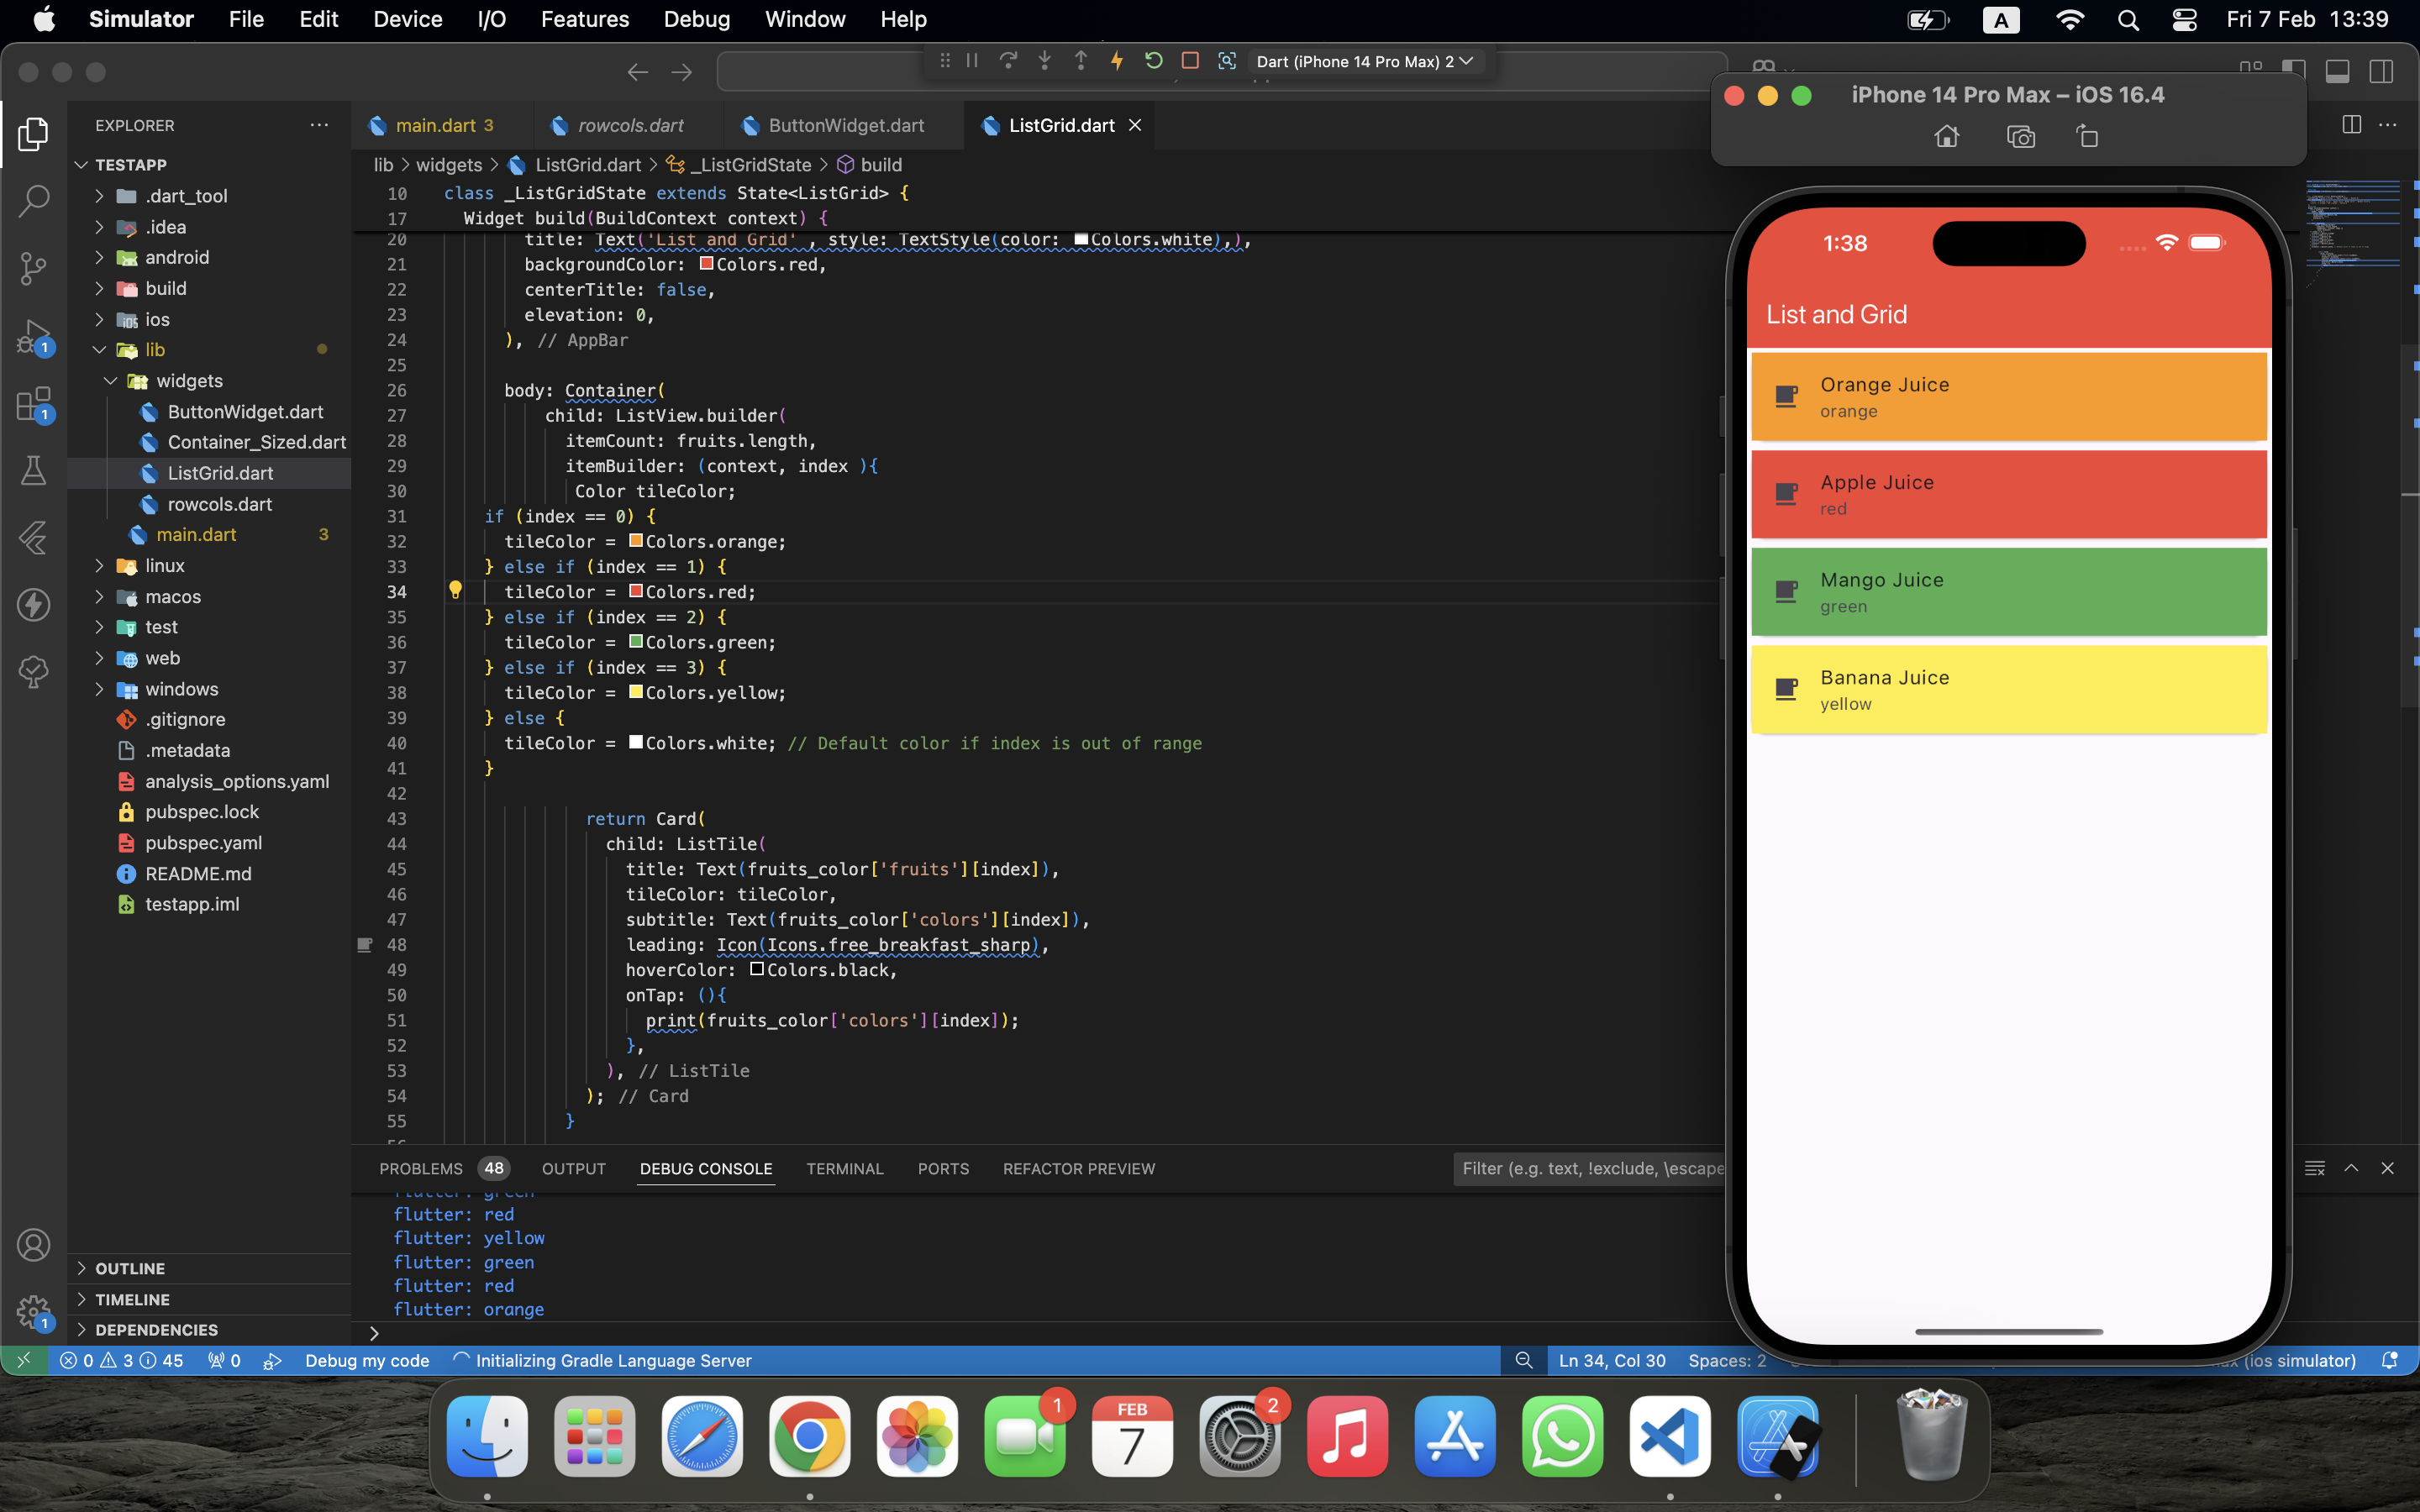 Simulator File Edit Device I/O Features Debug Window Help
A Fri 7 Feb 13:39
Dart (iPhone 14 Pro Max) 2
EXPLORER
TESTAPP
.dart_tool
.idea
android
build
ios
lib
widgets
ButtonWidget.dart
Container_Sized.dart
ListGrid.dart
rowcols.dart
main.dart 3
linux
macos
test
web
windows
.gitignore
.metadata
analysis_options.yaml
pubspec.lock
pubspec.yaml
README.md
testapp.iml
OUTLINE
TIMELINE
DEPENDENCIES
1
1
1
main.dart 3 rowcols.dart ButtonWidget.dart ListGrid.dart
lib > widgets > ListGrid.dart > _ListGridState > build
10 class _ListGridState extends State<ListGrid> {
17 Widget build(BuildContext context) {
20 title: Text('List and Grid' , style: TextStyle(color: Colors.white),),
21 backgroundColor: Colors.red,
22 centerTitle: false,
23 elevation: 0,
24 ), // AppBar
25
26 body: Container(
27 child: ListView.builder(
28 itemCount: fruits.length,
29 itemBuilder: (context, index ){
30 Color tileColor;
31 if (index == 0) {
32 tileColor = Colors.orange;
33 } else if (index == 1) {
34 tileColor = Colors.red;
35 } else if (index == 2) {
36 tileColor = Colors.green;
37 } else if (index == 3) {
38 tileColor = Colors.yellow;
39 } else {
40 tileColor = Colors.white; // Default color if index is out of range
41 }
42
43 return Card(
44 child: ListTile(
45 title: Text(fruits_color['fruits'][index]),
46 tileColor: tileColor,
47 subtitle: Text(fruits_color['colors'][index]),
48 leading: Icon(Icons.free_breakfast_sharp),
49 hoverColor: Colors.black,
50 onTap: (){
51 print(fruits_color['colors'][index]);
52 },
53 ), // ListTile
54 ); // Card
55 }
PROBLEMS 48 OUTPUT DEBUG CONSOLE TERMINAL PORTS REFACTOR PREVIEW
Filter (e.g. text, !exclude, \escape
flutter: green
flutter: red
flutter: yellow
flutter: green
flutter: red
flutter: orange
0 3 45 0 Debug my code Initializing Gradle Language Server Ln 34, Col 30 Spaces: 2 (ios simulator)
iPhone 14 Pro Max – iOS 16.4
1:38
List and Grid
Orange Juice
orange
Apple Juice
red
Mango Juice
green
Banana Juice
yellow
1
FEB
7
2